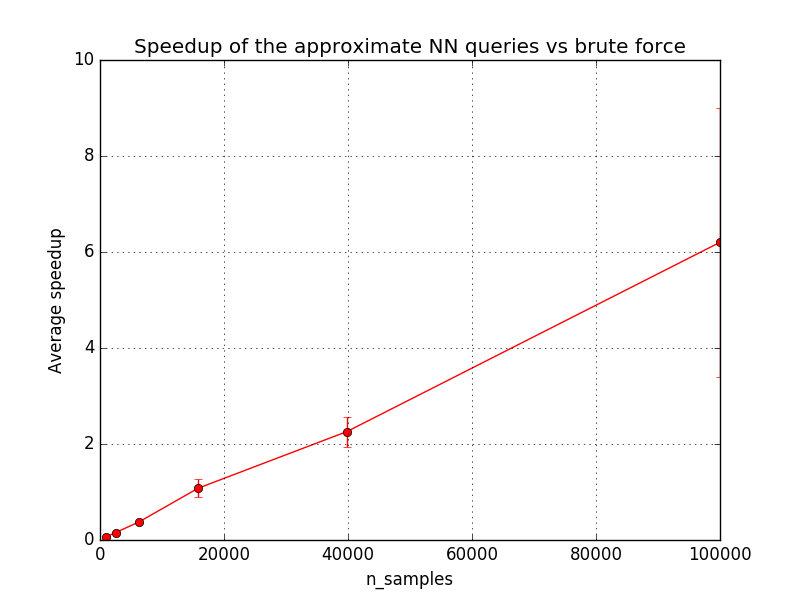 Speedup of the approximate NN queries vs brute force
10
8
6
4
2
0
Average speedup
0 20000 40000 60000 80000 100000
n_samples